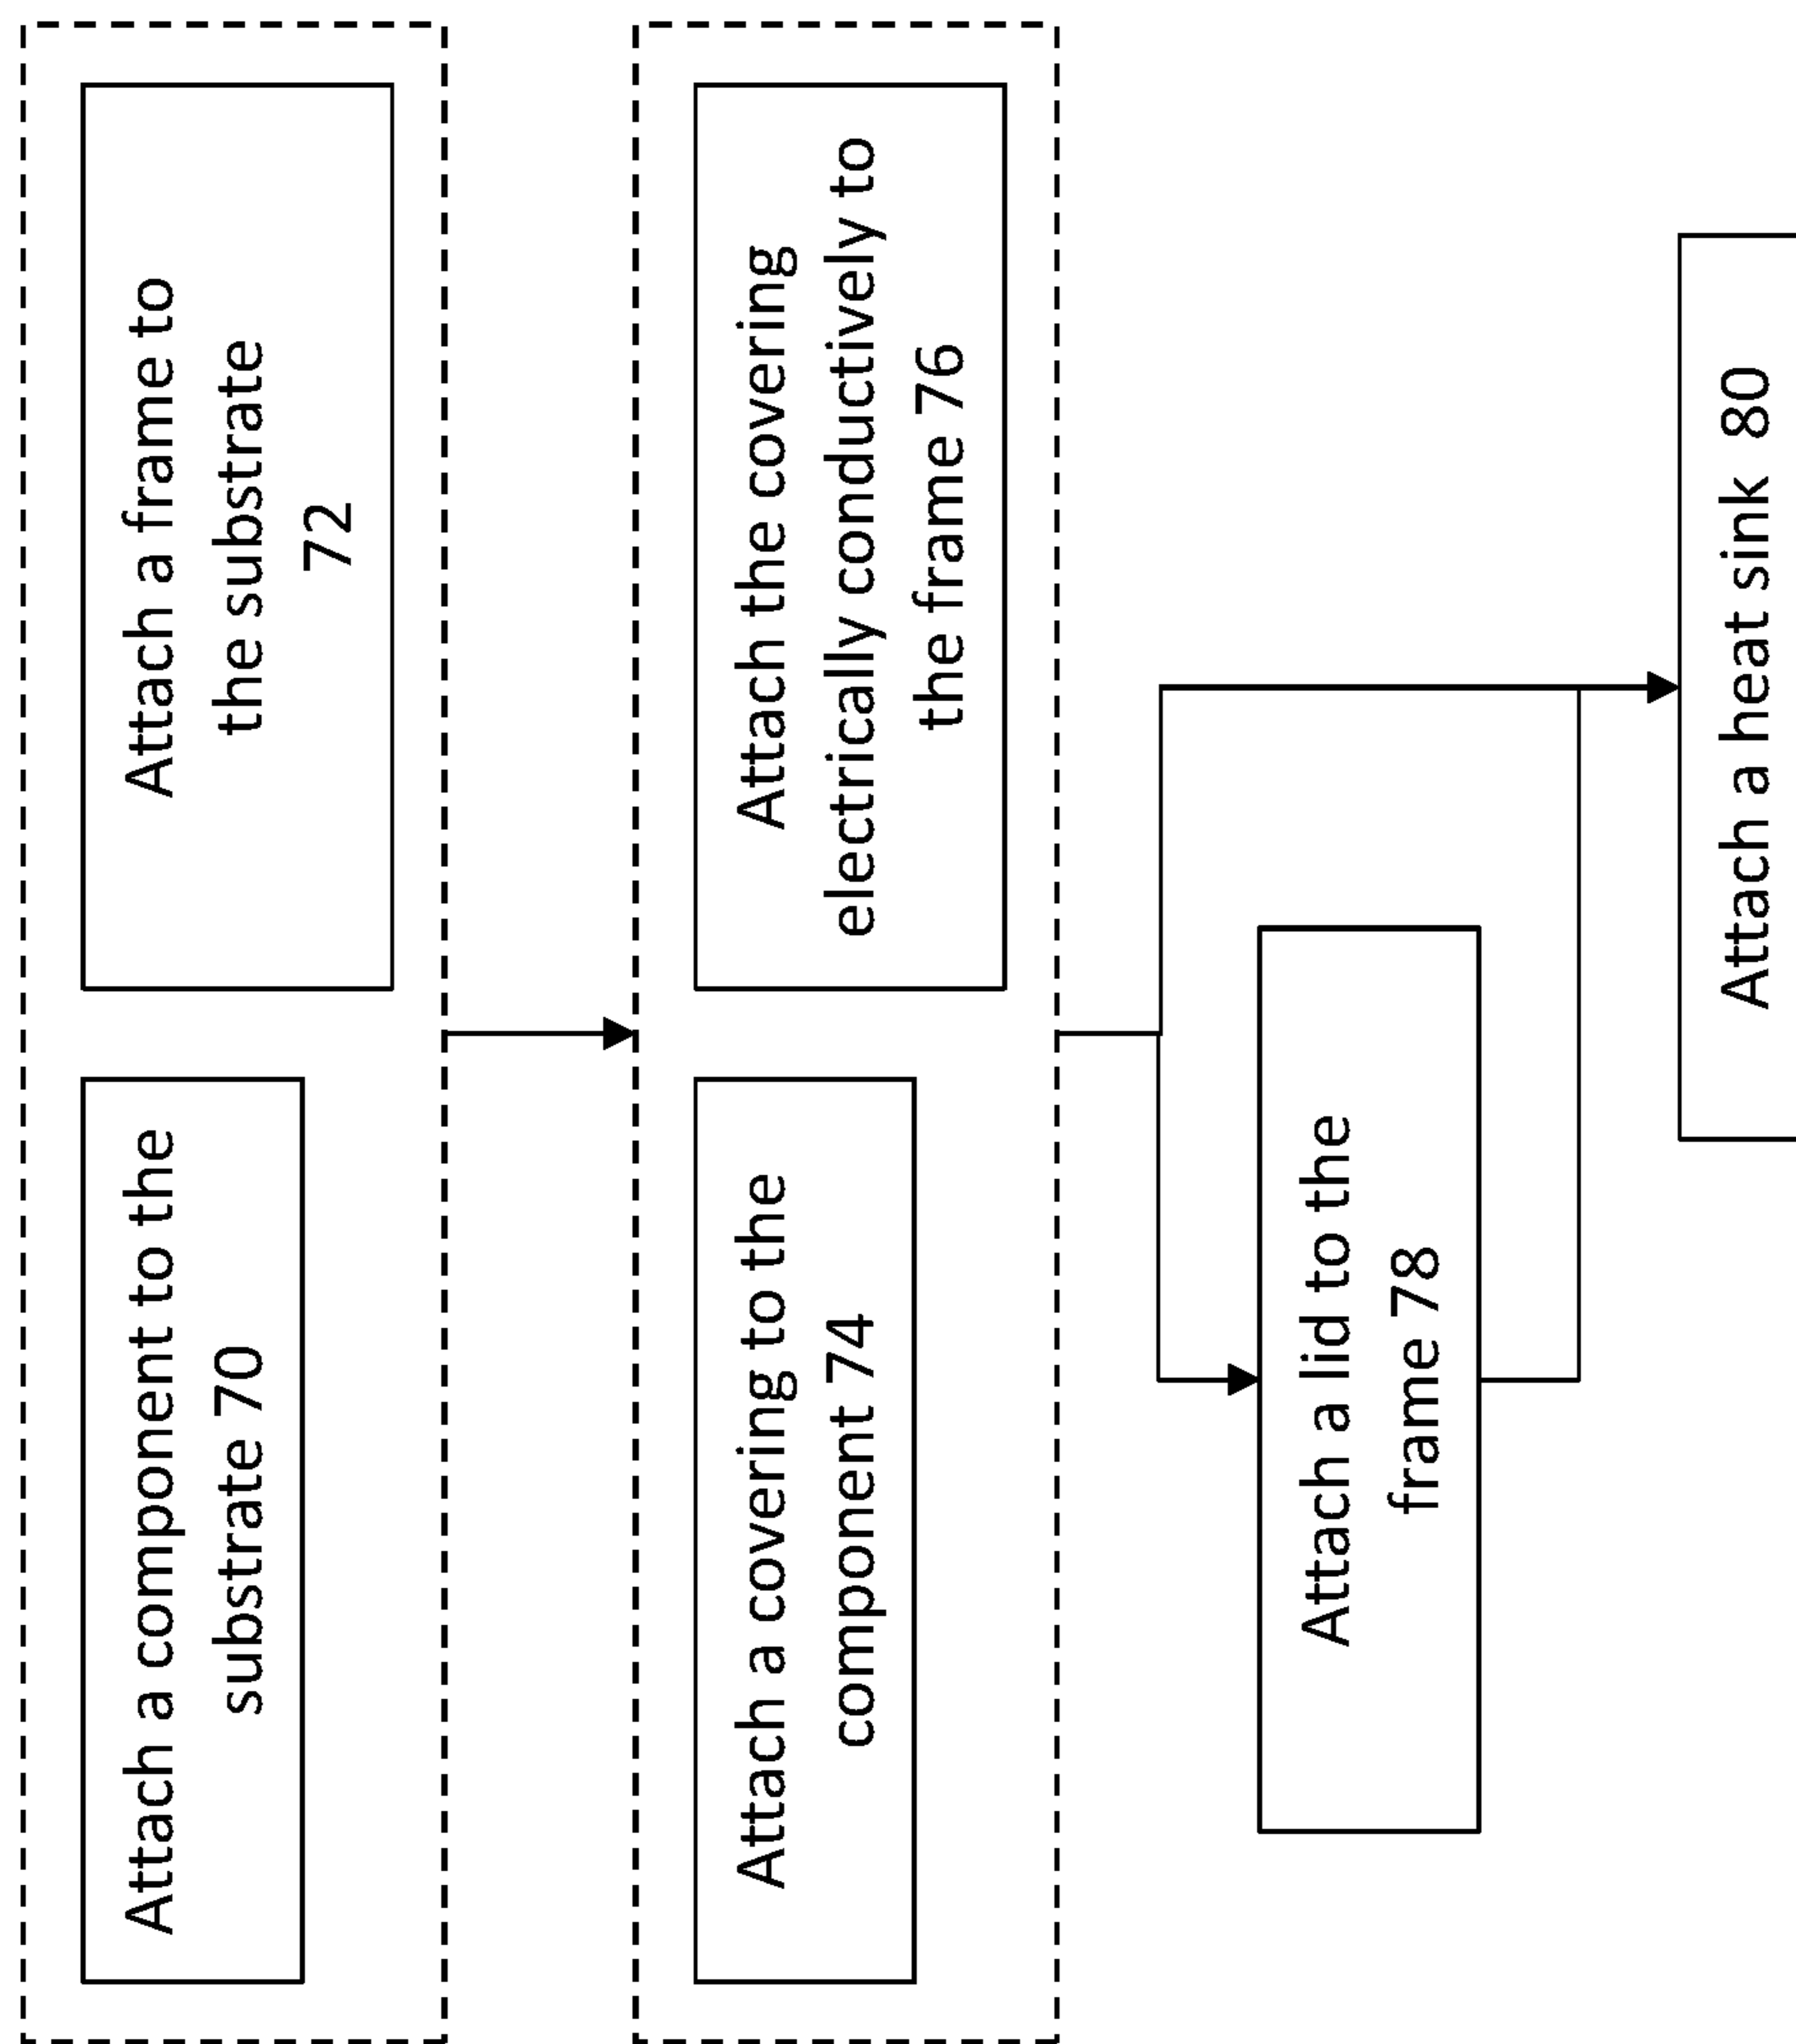 Attach a component to the
substrate 70
Attach a frame to
the substrate
72
Attach a covering to the
component 74
Attach the covering
electrically conductively to
the frame 76
Attach a lid to the
frame 78
Attach a heat sink 80